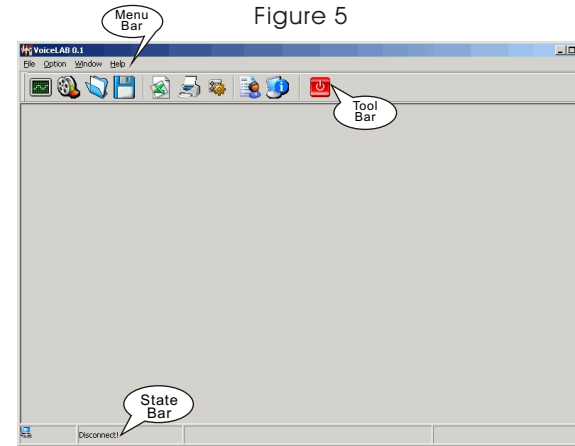 Figure 5
Menu
Bar
VoiceLAB 0.1
File Option Window Help
Tool
Bar
State
Bar
Disconnect!